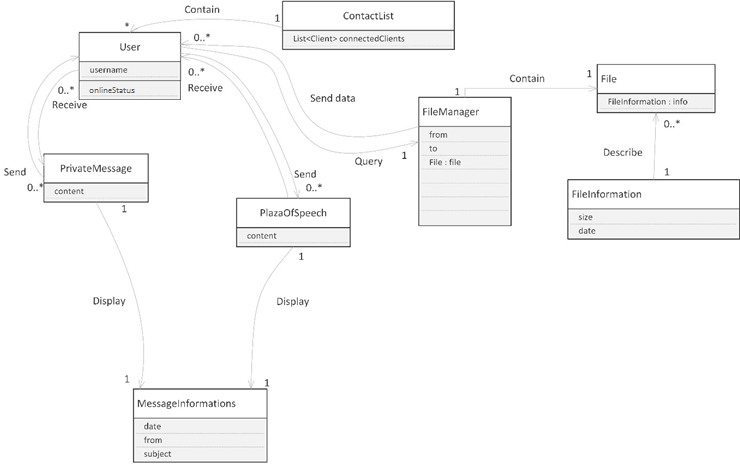 Contain
1
ContactList
List<Client> connectedClients
*
User
username
onlineStatus
0..*
0..*
Receive
0..*
Receive
Send data
Query
1
1
FileManager
from
to
File : file
Contain
1
File
FileInformation : info
0..*
Describe
1
FileInformation
size
date
Send
0..*
PrivateMessage
content
1
Send
0..*
PlazaOfSpeech
content
1
Display
Display
1
1
MessageInformations
date
from
subject